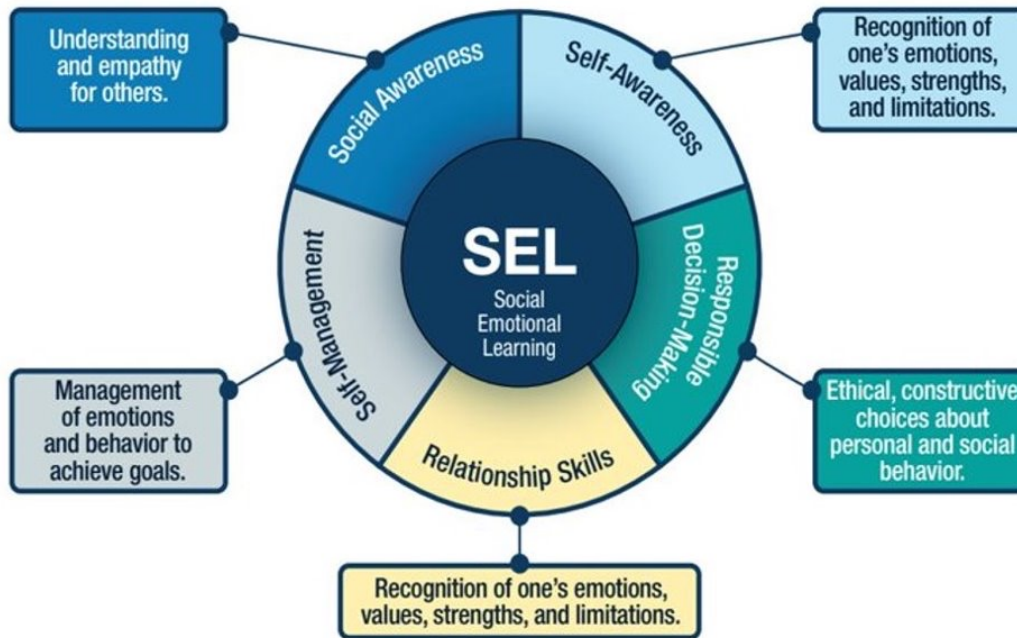 Understanding
and empathy
for others.
Social Awareness
Self-Awareness
Recognition of
one's emotions,
values, strengths,
and limitations.
SEL
Social
Emotional
Learning
Self-Management
Responsible
Decision-Making
Management
of emotions
and behavior to
achieve goals.
Relationship Skills
Ethical, constructive
choices about
personal and social
behavior.
Recognition of one's emotions,
values, strengths, and limitations.